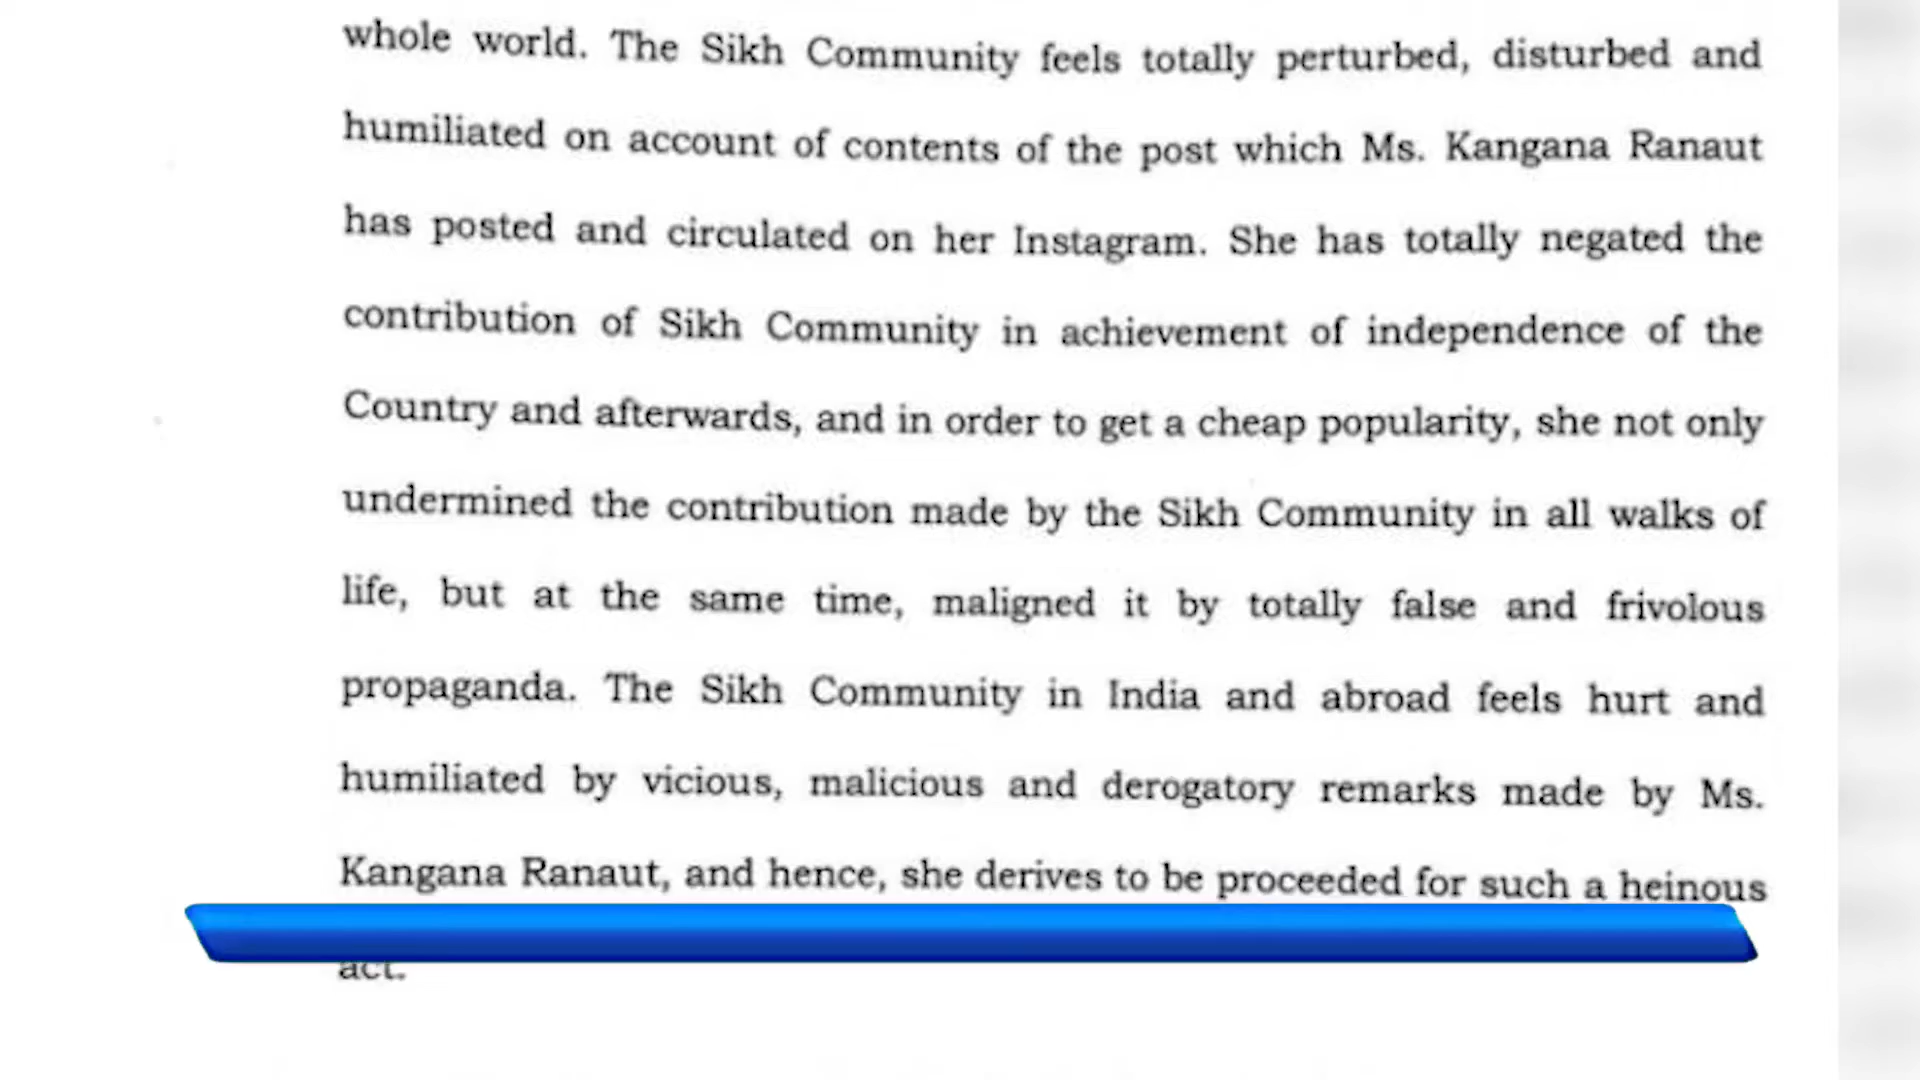 whole world. The Sikh Community feels totally perturbed, disturbed and
humiliated on account of contents of the post which Ms. Kangana Ranaut
has posted and circulated on her Instagram. She has totally negated the
contribution of Sikh Community in achievement of independence of the
Country and afterwards, and in order to get a cheap popularity, she not only
undermined the contribution made by the Sikh Community in all walks of
life, but at the same time, maligned it by totally false and frivolous
propaganda. The Sikh Community in India and abroad feels hurt and
humiliated by vicious, malicious and derogatory remarks made by Ms.
Kangana Ranaut, and hence, she derives to be proceeded for such a heinous
act.